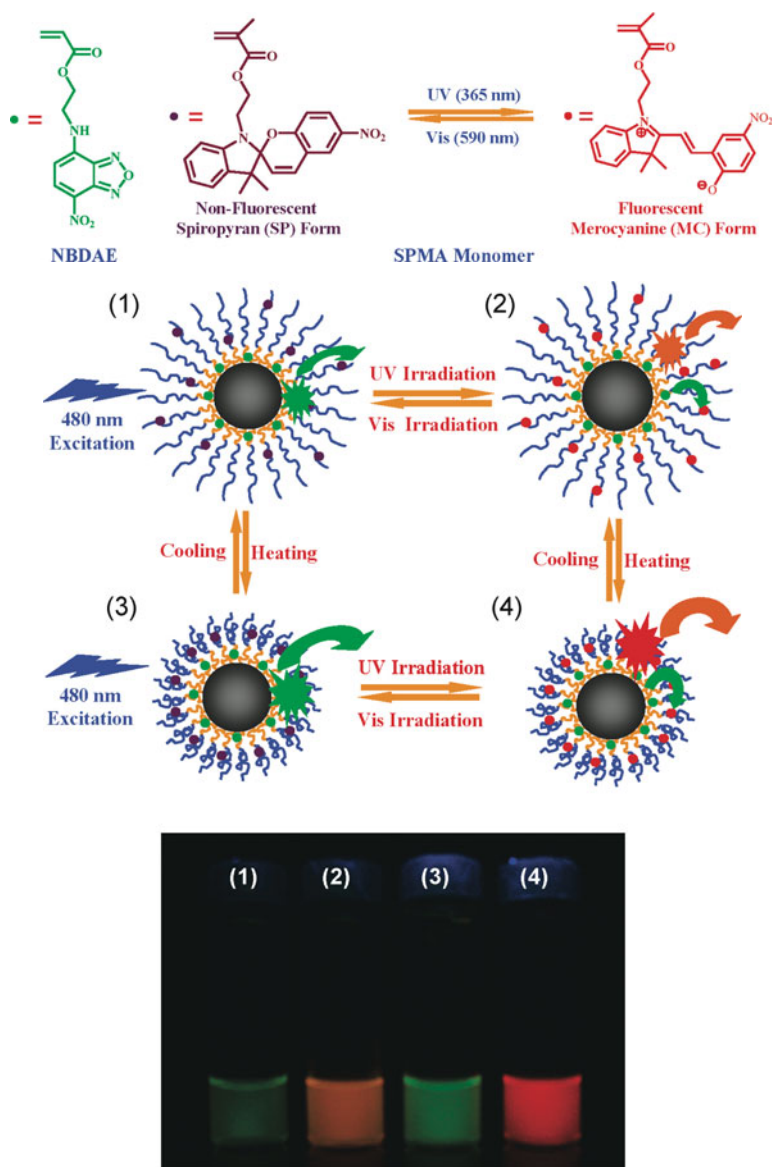 O
O
NH
N
O
N
NO₂
NBDAE
O
O
N
O
NO₂
Non-Fluorescent
Spiropyran (SP) Form
UV (365 nm)
Vis (590 nm)
SPMA Monomer
O
O
N
⊕
NO₂
⊖
O
Fluorescent
Merocyanine (MC) Form
(1)
(2)
480 nm
Excitation
UV Irradiation
Vis Irradiation
Cooling
Heating
Cooling
Heating
(3)
(4)
480 nm
Excitation
UV Irradiation
Vis Irradiation
(1) (2) (3) (4)